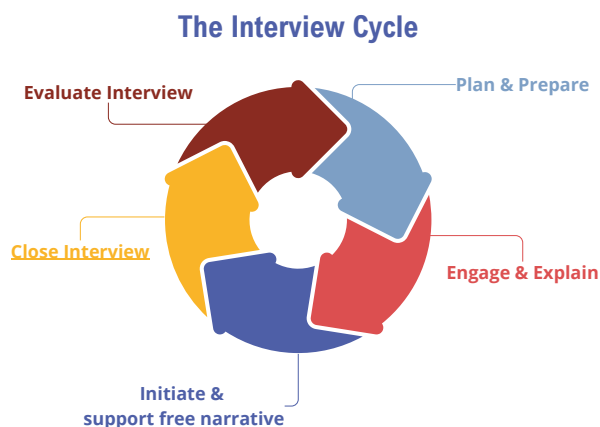 The Interview Cycle
Evaluate Interview
Plan & Prepare
Close Interview
Engage & Explain
Initiate &
support free narrative